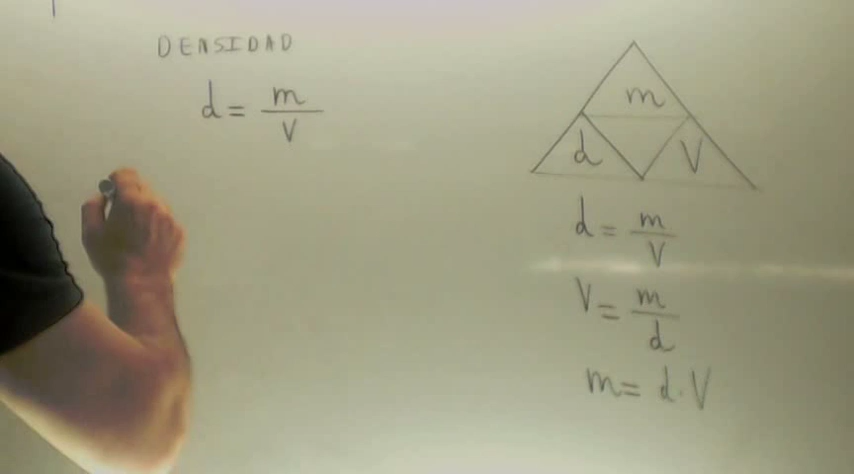 DENSIDAD
d = m
V
m
d V
d = m
V
V = m
d
m = d . V